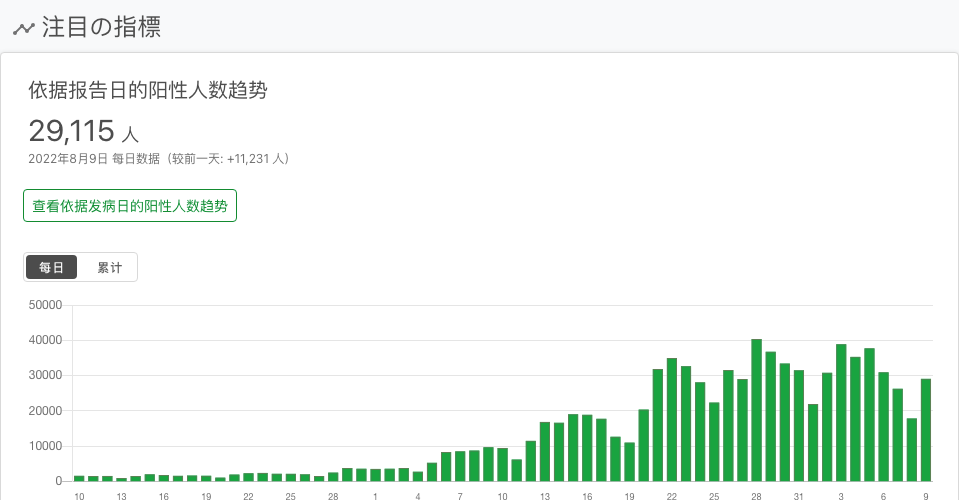 注目の指標
依据报告日的阳性人数趋势
29,115 人
2022年8月9日 每日数据（较前一天: +11,231 人）
查看依据发病日的阳性人数趋势
每日 累计
50000
40000
30000
20000
10000
0
10 13 16 19 22 25 28 1 4 7 10 13 16 19 22 25 28 31 3 6 9